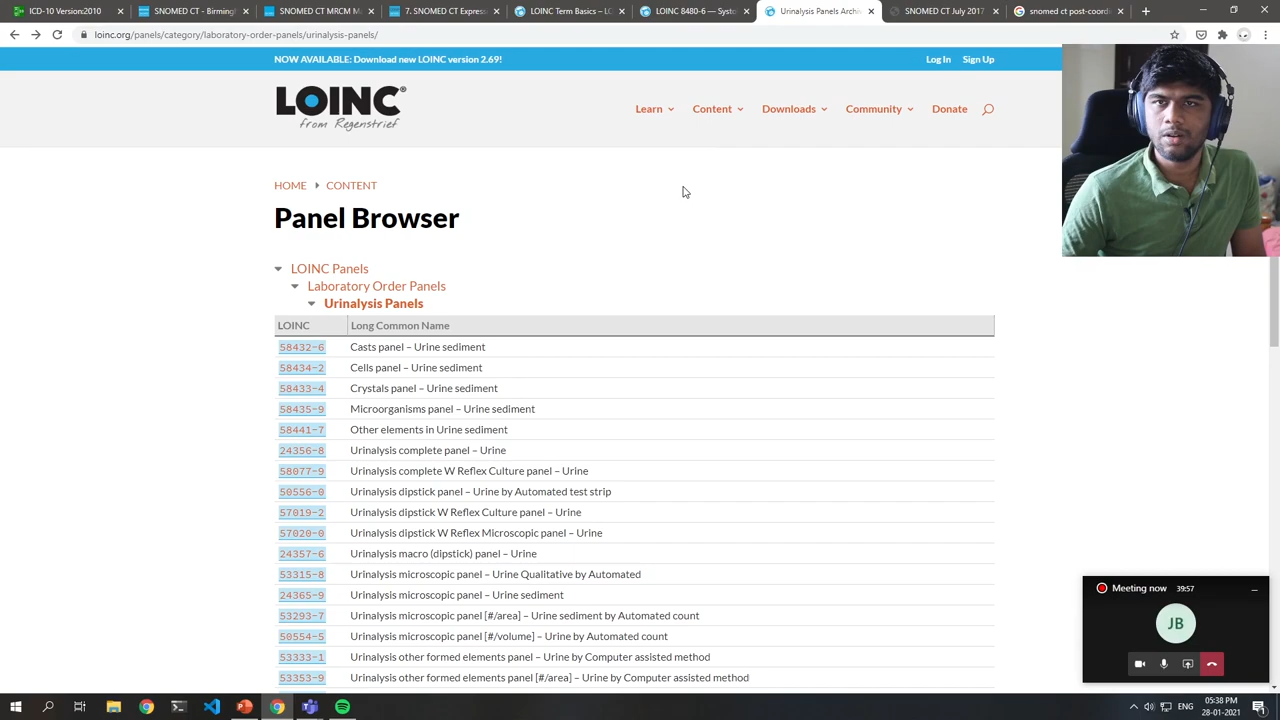 ICD-10 Version:2010
SNOMED CT - Birming
SNOMED CT - MRCM M
SNOMED CT Expressio
LOINC Term Basics – LO
LOINC 8480-6 — Systo
Urinalysis Panels Archi
SNOMED CT July2017
snomed ct concepts in
loinc.org/panels/category/laboratory-order-panels/urinalysis-panels/
NOW AVAILABLE: Download new LOINC version 2.69!
Log In Sign Up
LOINC®
from Regenstrief
Learn Content Downloads Community Donate
HOME CONTENT
Panel Browser
LOINC Panels
Laboratory Order Panels
Urinalysis Panels
LOINC Long Common Name
58432-6 Casts panel – Urine sediment
58434-2 Cells panel – Urine sediment
58433-4 Crystals panel – Urine sediment
58435-9 Microorganisms panel – Urine sediment
58441-7 Other elements in Urine sediment
24356-8 Urinalysis complete panel – Urine
58077-9 Urinalysis complete W Reflex Culture panel – Urine
50556-0 Urinalysis dipstick panel – Urine by Automated test strip
57019-2 Urinalysis dipstick W Reflex Culture panel – Urine
57020-0 Urinalysis dipstick W Reflex Microscopic panel – Urine
24357-6 Urinalysis macro (dipstick) panel – Urine
53315-8 Urinalysis microscopic panel – Urine Qualitative by Automated
24365-9 Urinalysis microscopic panel – Urine sediment
53293-7 Urinalysis microscopic panel [#/area] – Urine sediment by Automated count
50554-5 Urinalysis microscopic panel [#/volume] – Urine by Automated count
53333-1 Urinalysis other formed elements panel – Urine by Computer assisted method
53353-9 Urinalysis other formed elements panel [#/area] – Urine by Computer assisted method
Meeting now 39:57
JB
05:38 PM
28-01-2021